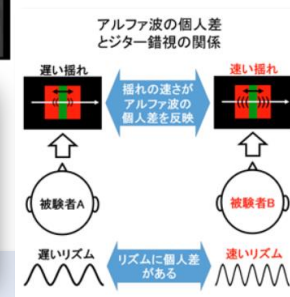 アルファ波の個人差
とジター錯視の関係
遅い揺れ
速い揺れ
揺れの速さが
アルファ波の
個人差を反映
被験者A
被験者B
遅いリズム
リズムに個人差
がある
速いリズム